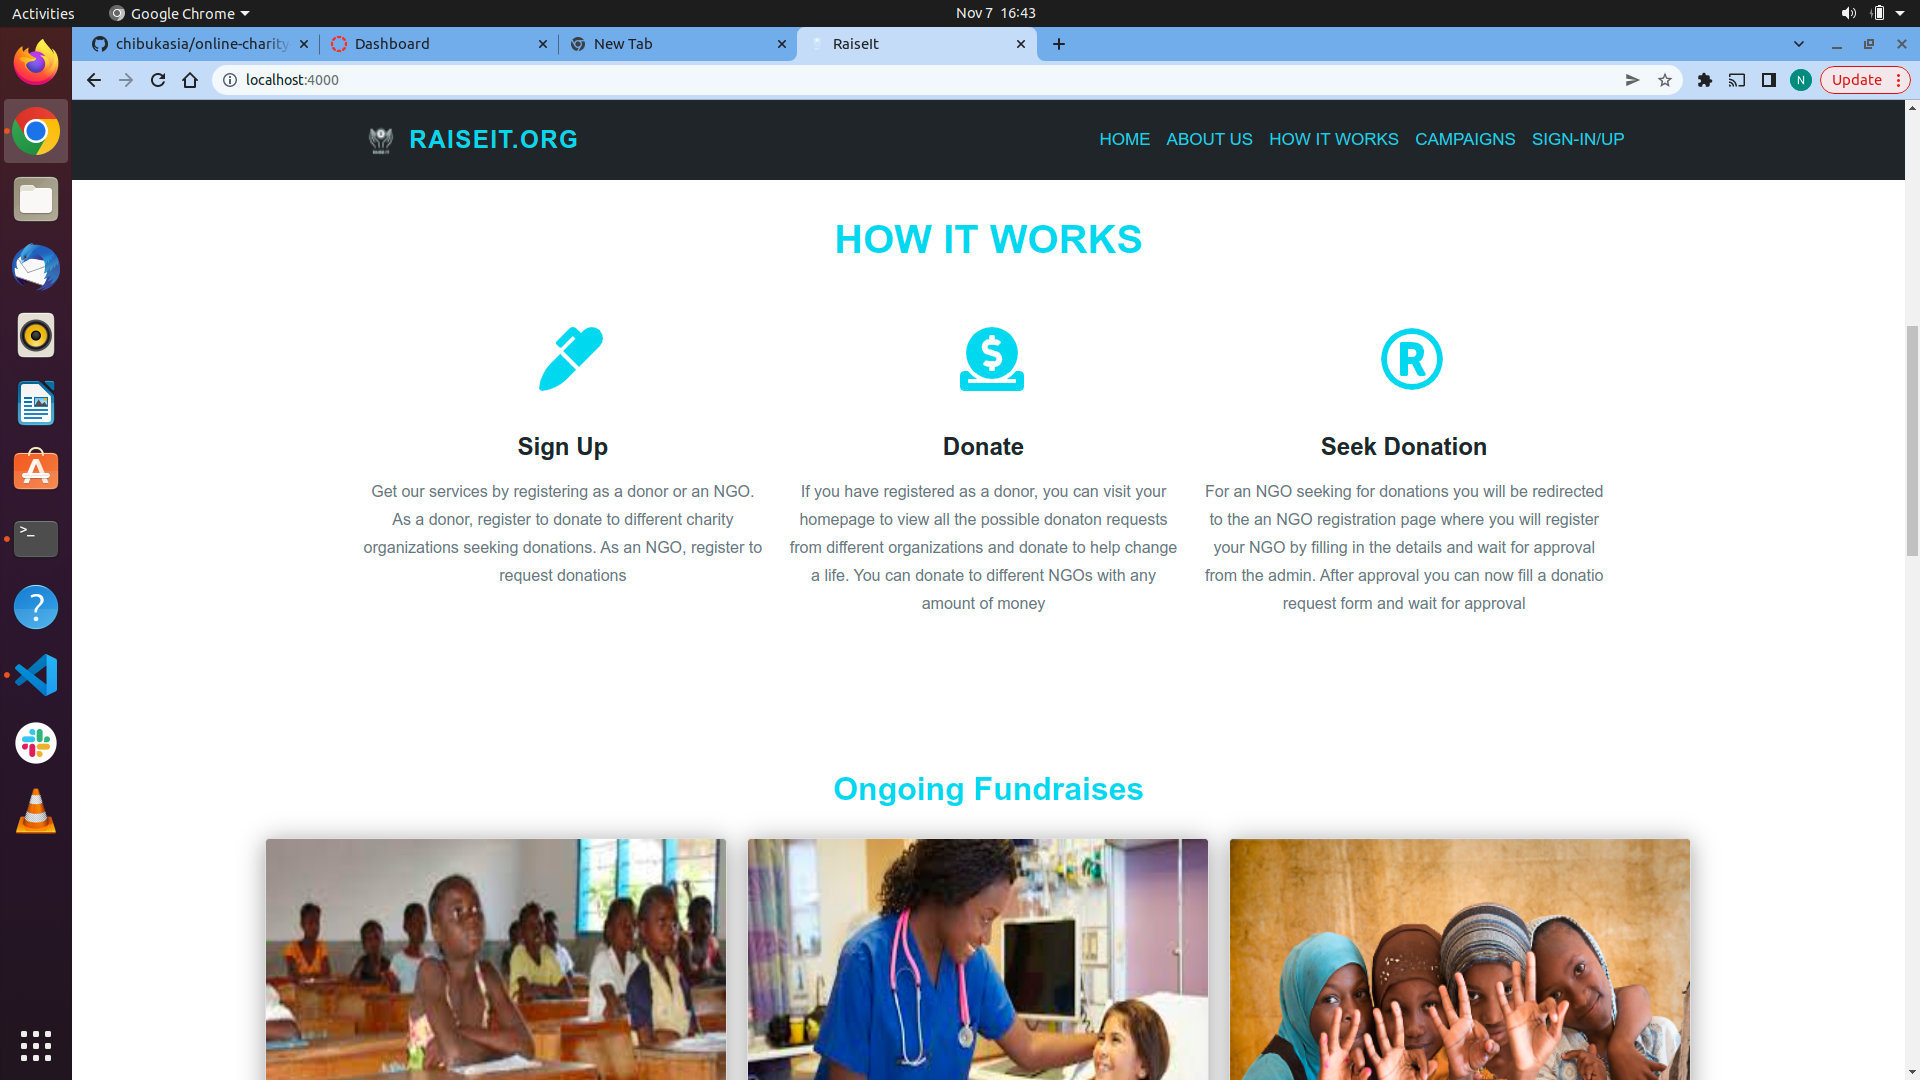 Activities
Google Chrome
Nov 7 16:43
chibukasia/online-charity
Dashboard
New Tab
RaiseIt
localhost:4000
N
Update
RAISEIT.ORG
HOME ABOUT US HOW IT WORKS CAMPAIGNS SIGN-IN/UP
HOW IT WORKS
Sign Up
Get our services by registering as a donor or an NGO.
As a donor, register to donate to different charity
organizations seeking donations. As an NGO, register to
request donations
Donate
If you have registered as a donor, you can visit your
homepage to view all the possible donaton requests
from different organizations and donate to help change
a life. You can donate to different NGOs with any
amount of money
Seek Donation
For an NGO seeking for donations you will be redirected
to the an NGO registration page where you will register
your NGO by filling in the details and wait for approval
from the admin. After approval you can now fill a donatio
request form and wait for approval
Ongoing Fundraises